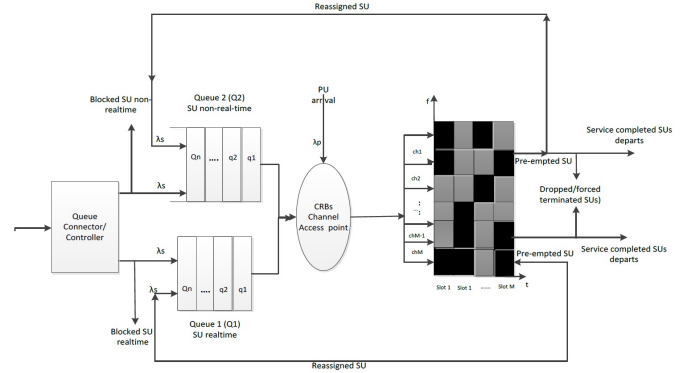 Reassigned SU
Blocked SU non-
realtime
Queue 2 (Q2)
SU non-real-time
PU
arrival
f
λs
λp
Qn
....
q2
q1
λs
ch1
ch2
:
...:
chM-1
chM
Service completed SUs
departs
Pre-empted SU
Dropped/forced
terminated SUs)
Queue
Connector/
Controller
CRBs
Channel
Access point
λs
λs
Qn
....
q2
q1
Pre-empted SU
Service completed SUs
departs
t
Slot 1
Slot 1
......
Slot M
Blocked SU
realtime
Queue 1 (Q1)
SU realtime
Reassigned SU